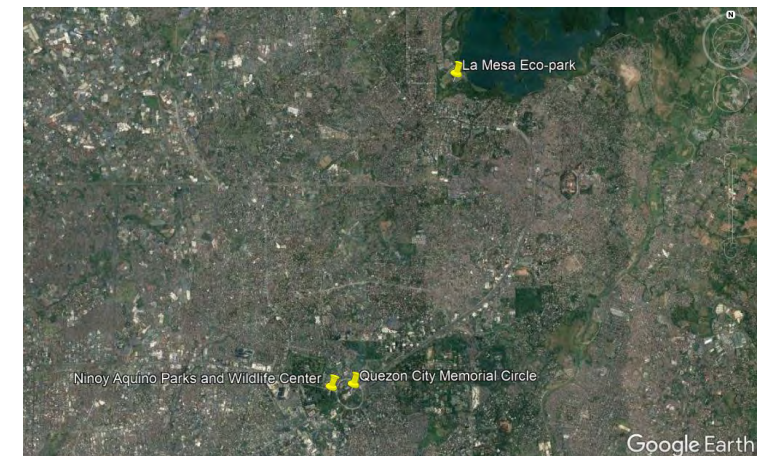 N
La Mesa Eco-park
Ninoy Aquino Parks and Wildlife Center
Quezon City Memorial Circle
Google Earth